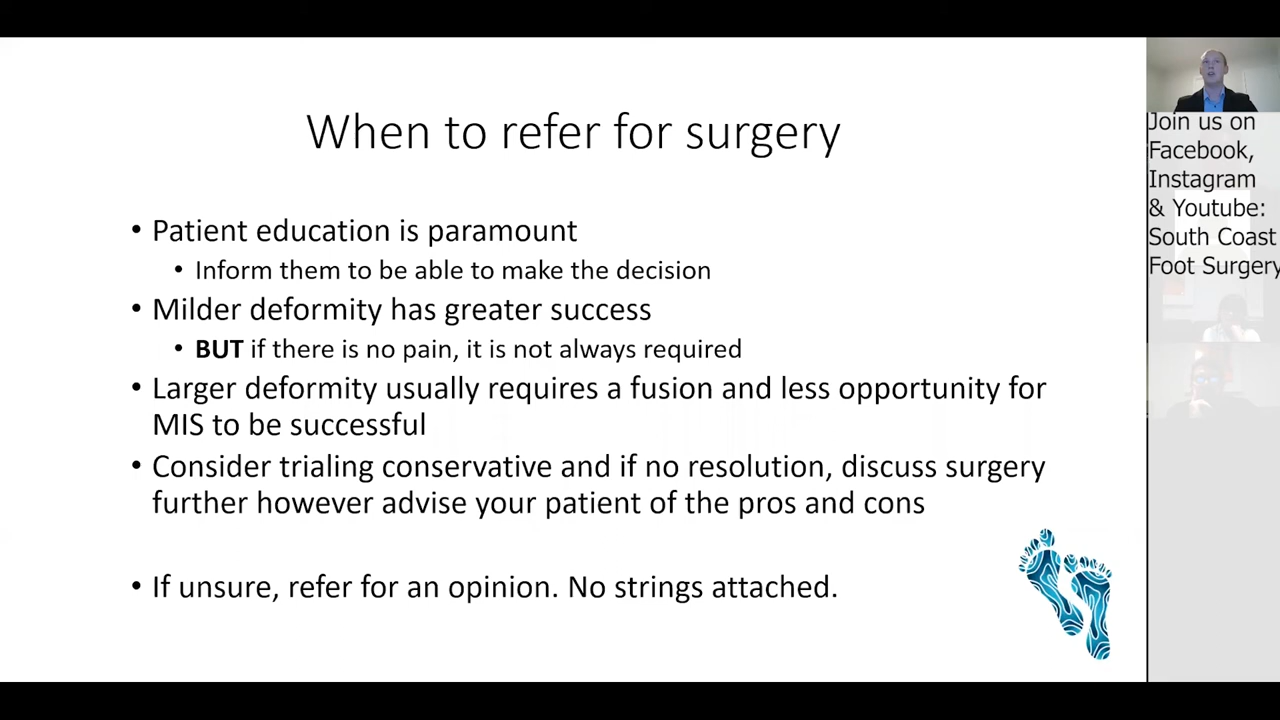 When to refer for surgery
• Patient education is paramount
• Inform them to be able to make the decision
• Milder deformity has greater success
• BUT if there is no pain, it is not always required
• Larger deformity usually requires a fusion and less opportunity for
MIS to be successful
• Consider trialing conservative and if no resolution, discuss surgery
further however advise your patient of the pros and cons
• If unsure, refer for an opinion. No strings attached.
Join us on
Facebook,
Instagram
& Youtube:
South Coast
Foot Surgery